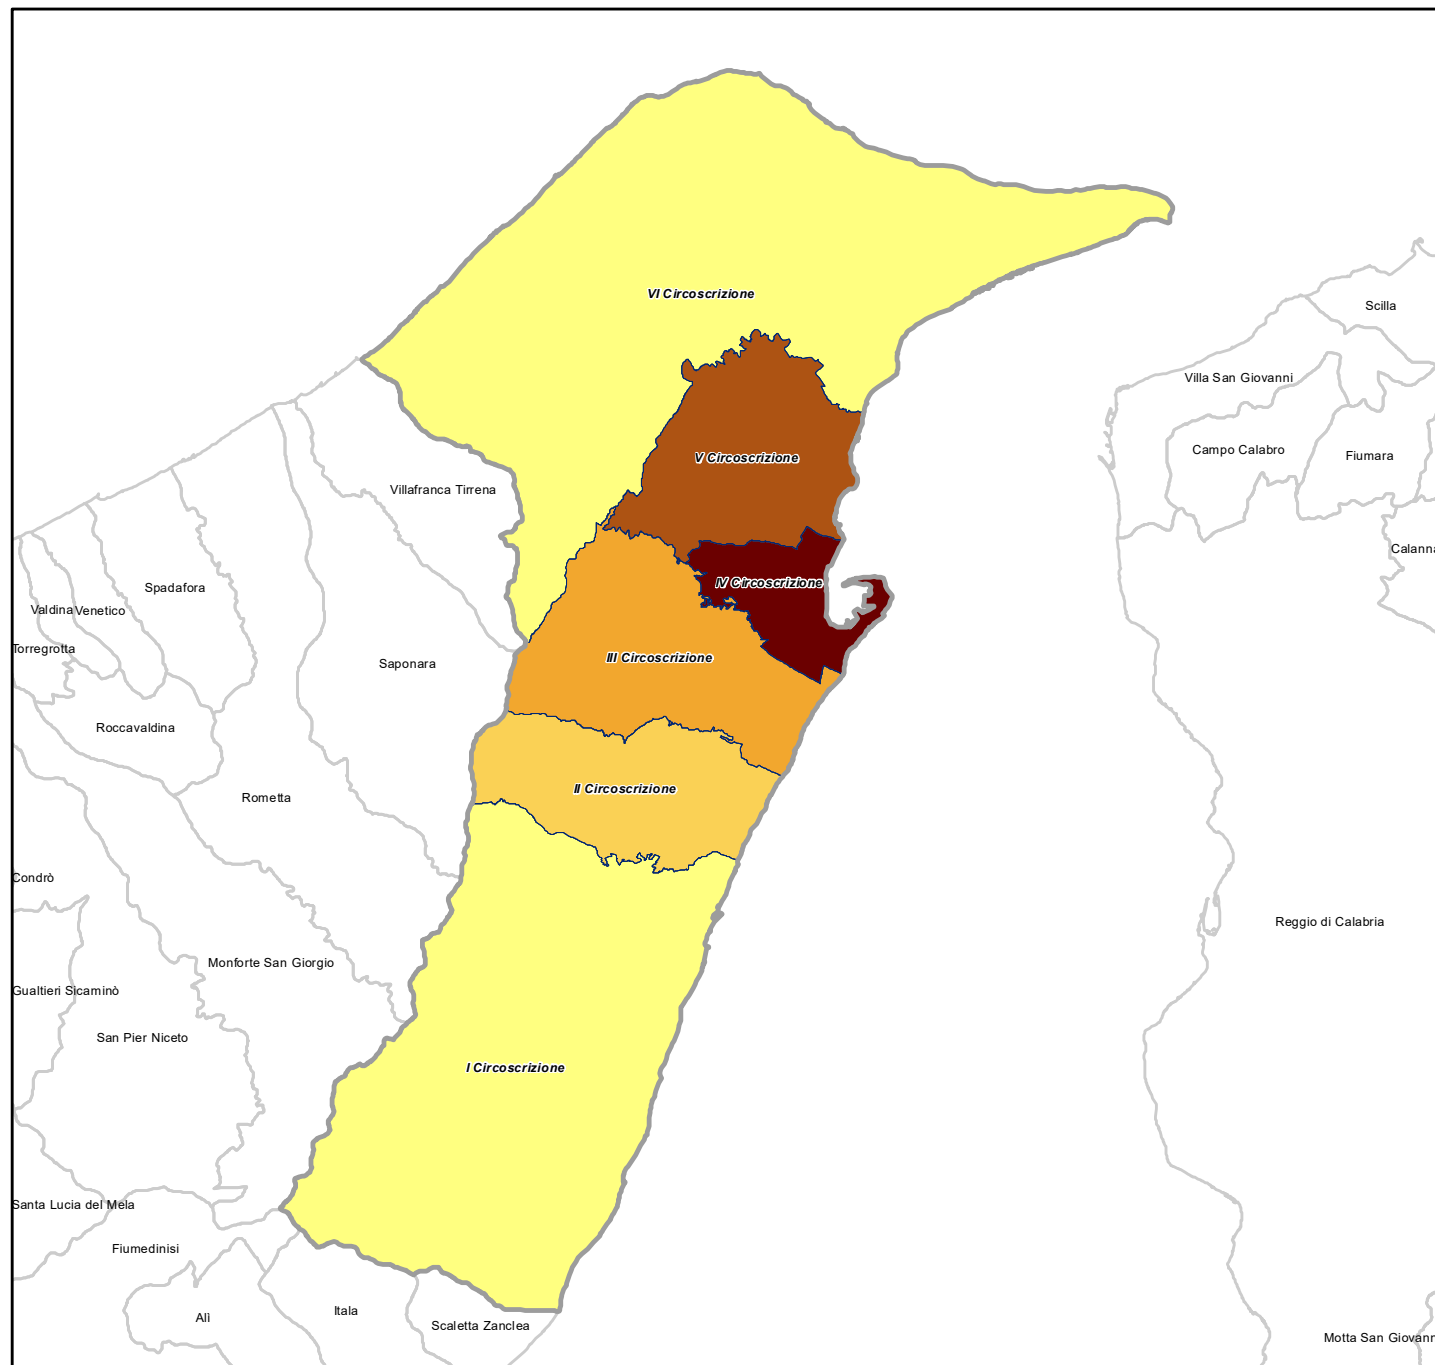 VI Circoscrizione
Scilla
Villa San Giovanni
Campo Calabro
Fiumara
V Circoscrizione
Villafranca Tirrena
Calanna
IV Circoscrizione
Spadafora
Valdina
Venetico
Torregrotta
III Circoscrizione
Saponara
Roccavaldina
II Circoscrizione
Rometta
Condrò
Reggio di Calabria
Monforte San Giorgio
Gualtieri Sicaminò
San Pier Niceto
I Circoscrizione
Santa Lucia del Mela
Fiumedinisi
Itala
Alì
Scaletta Zanclea
Motta San Giovann